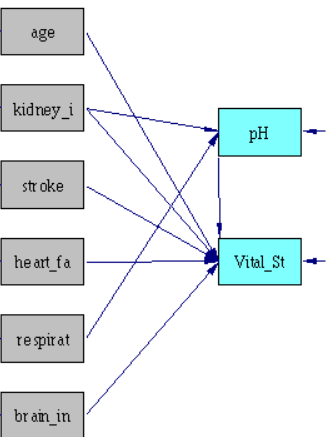 age
kidney_i
pH
stroke
heart_fa
Vital_St
respirat
brain_in